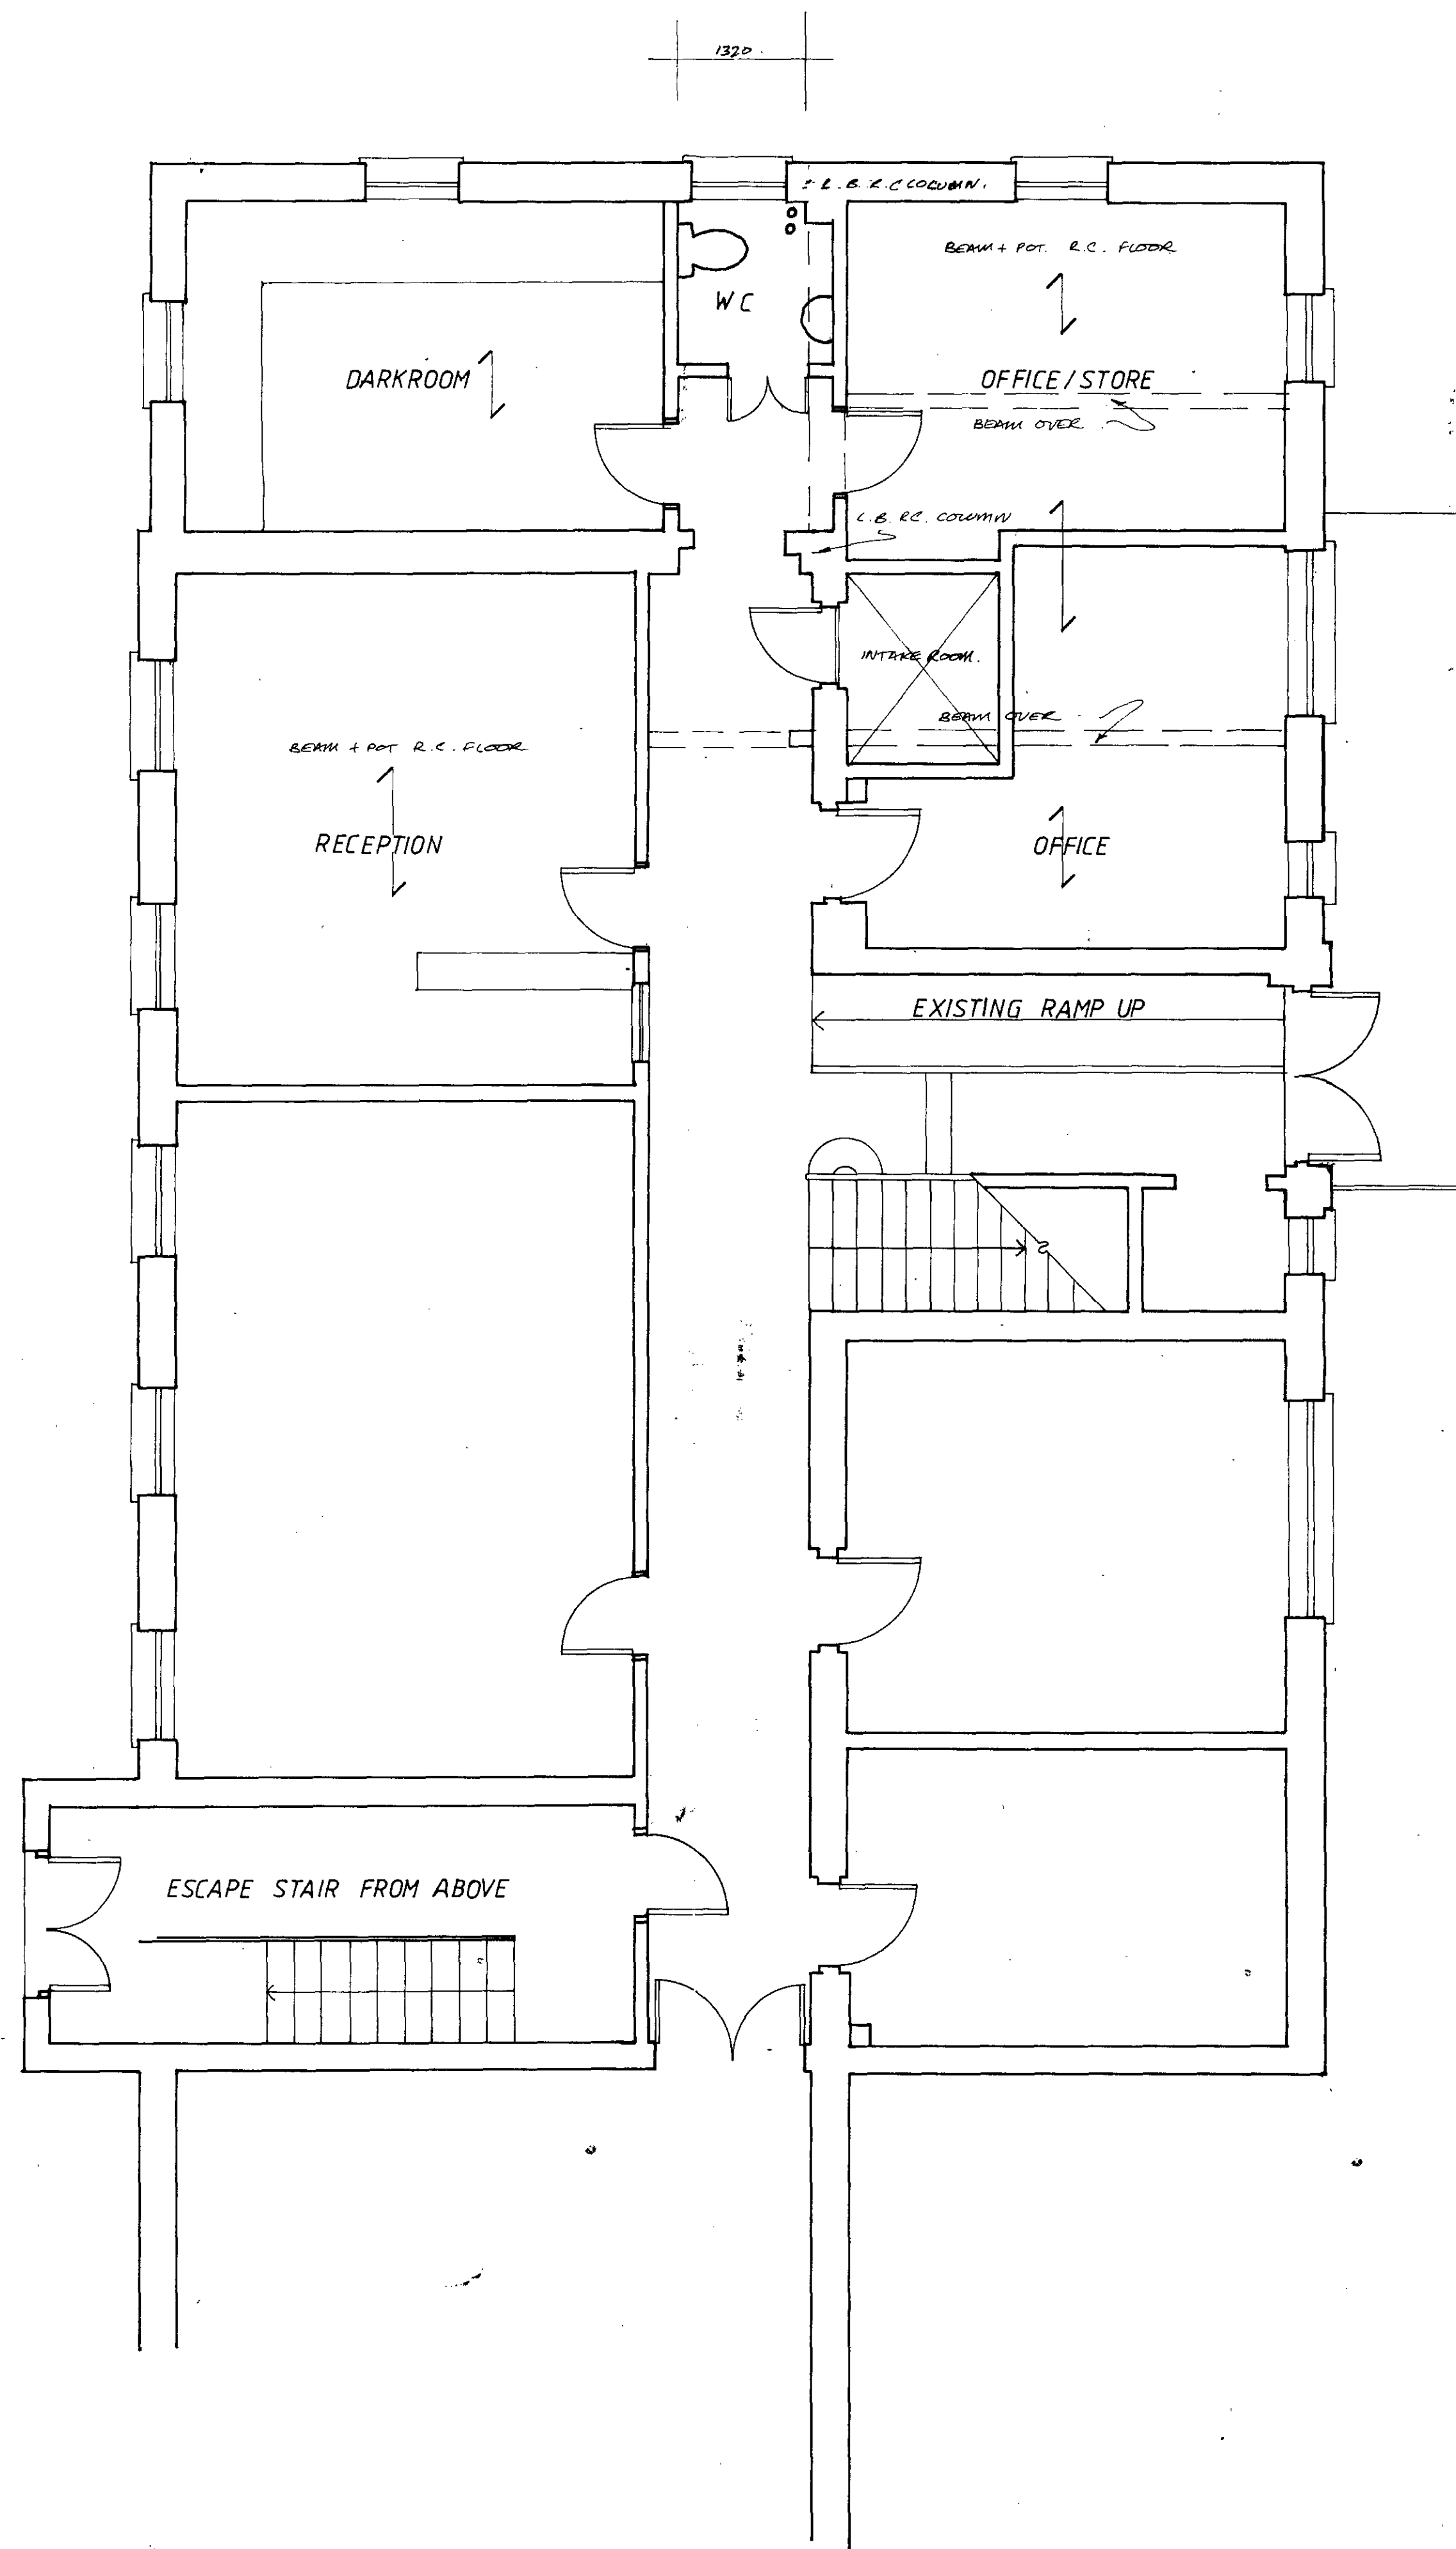 1320.
L.B. R.C COLUMN.
BEAM + POT. R.C. FLOOR
WC
DARKROOM
OFFICE/STORE
BEAM OVER.
L.B. RC. COLUMN
INTAKE ROOM.
BEAM OVER.
BEAM + POT R.C. FLOOR
RECEPTION
OFFICE
EXISTING RAMP UP
ESCAPE STAIR FROM ABOVE